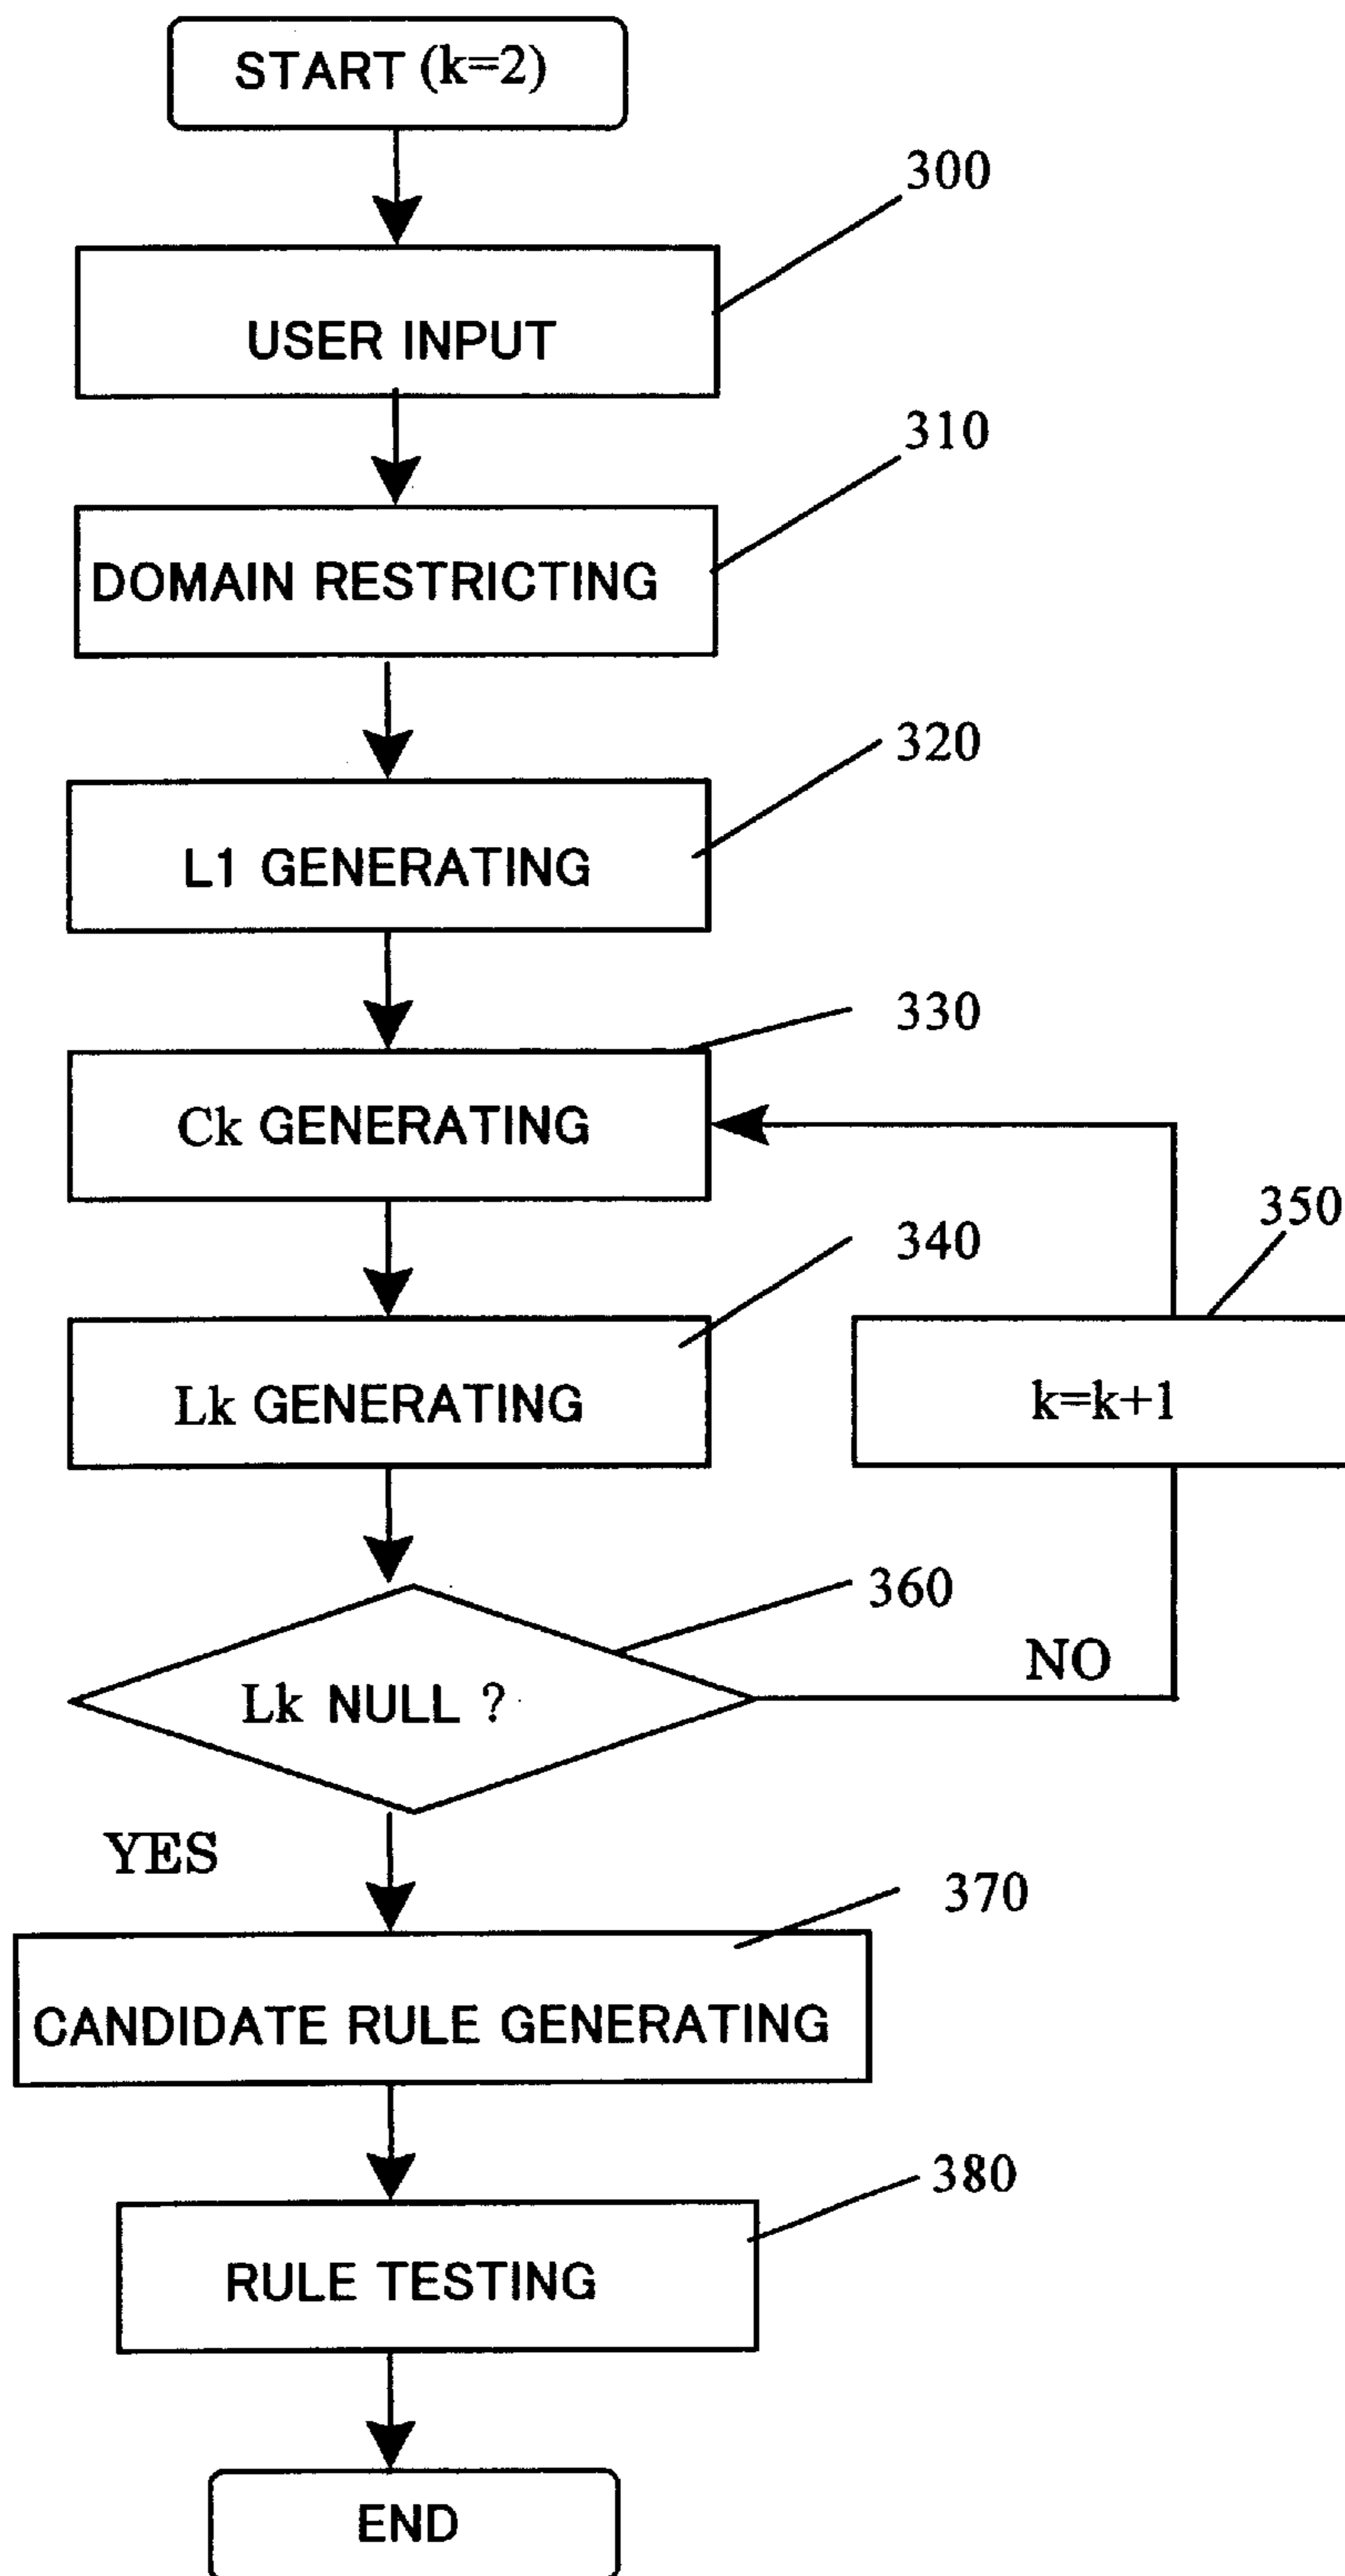 START (k=2)
300
USER INPUT
310
DOMAIN RESTRICTING
320
L1 GENERATING
330
Ck GENERATING
350
340
Lk GENERATING
k=k+1
360
NO
Lk NULL ?
YES
370
CANDIDATE RULE GENERATING
380
RULE TESTING
END